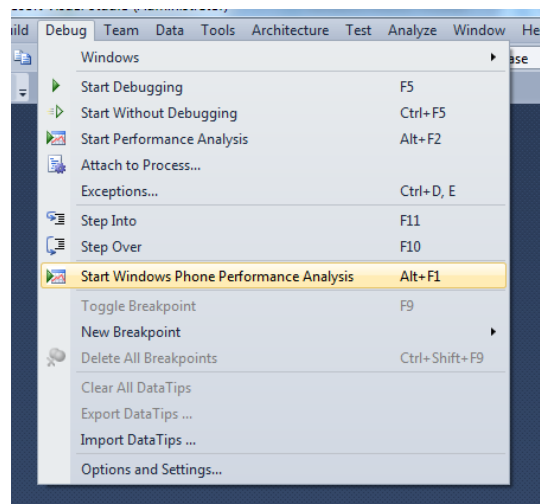 Debug Team Data Tools Architecture Test Analyze Window
Windows
Start Debugging F5
Start Without Debugging Ctrl+F5
Start Performance Analysis Alt+F2
Attach to Process...
Exceptions... Ctrl+D, E
Step Into F11
Step Over F10
Start Windows Phone Performance Analysis Alt+F1
Toggle Breakpoint F9
New Breakpoint
Delete All Breakpoints Ctrl+Shift+F9
Clear All DataTips
Export DataTips ...
Import DataTips ...
Options and Settings...